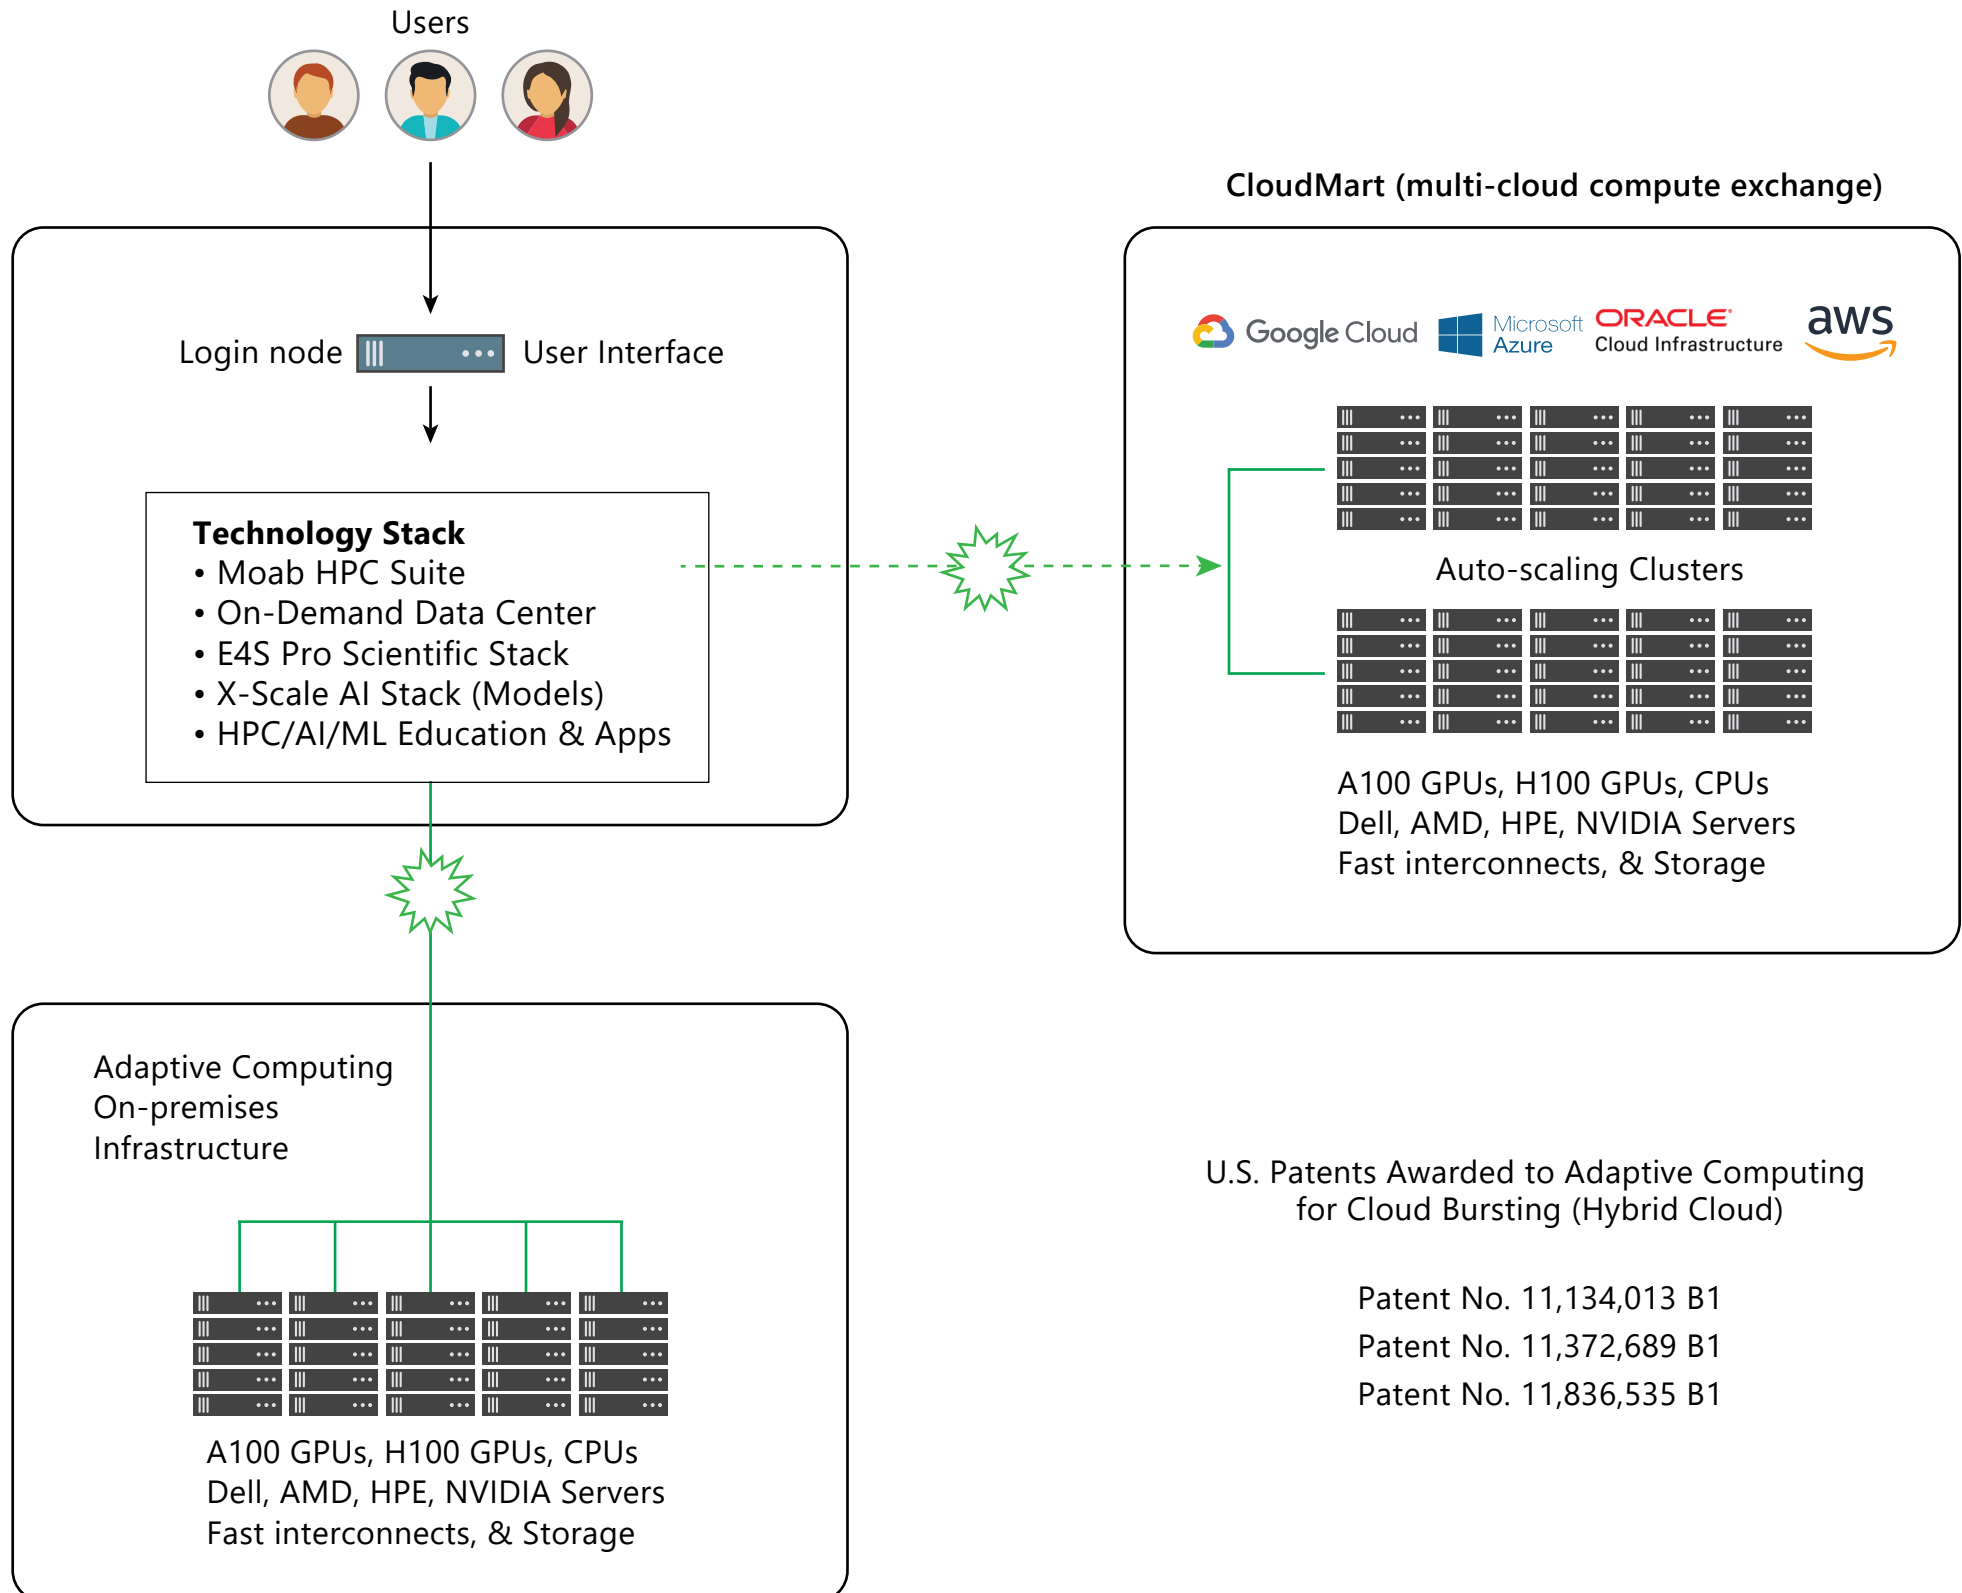 Users
Login node
User Interface
Technology Stack
• Moab HPC Suite
• On-Demand Data Center
• E4S Pro Scientific Stack
• X-Scale AI Stack (Models)
• HPC/AI/ML Education & Apps
CloudMart (multi-cloud compute exchange)
Google Cloud
Microsoft
Azure
ORACLE
Cloud Infrastructure
aws
Auto-scaling Clusters
A100 GPUs, H100 GPUs, CPUs
Dell, AMD, HPE, NVIDIA Servers
Fast interconnects, & Storage
Adaptive Computing
On-premises
Infrastructure
A100 GPUs, H100 GPUs, CPUs
Dell, AMD, HPE, NVIDIA Servers
Fast interconnects, & Storage
U.S. Patents Awarded to Adaptive Computing
for Cloud Bursting (Hybrid Cloud)
Patent No. 11,134,013 B1
Patent No. 11,372,689 B1
Patent No. 11,836,535 B1